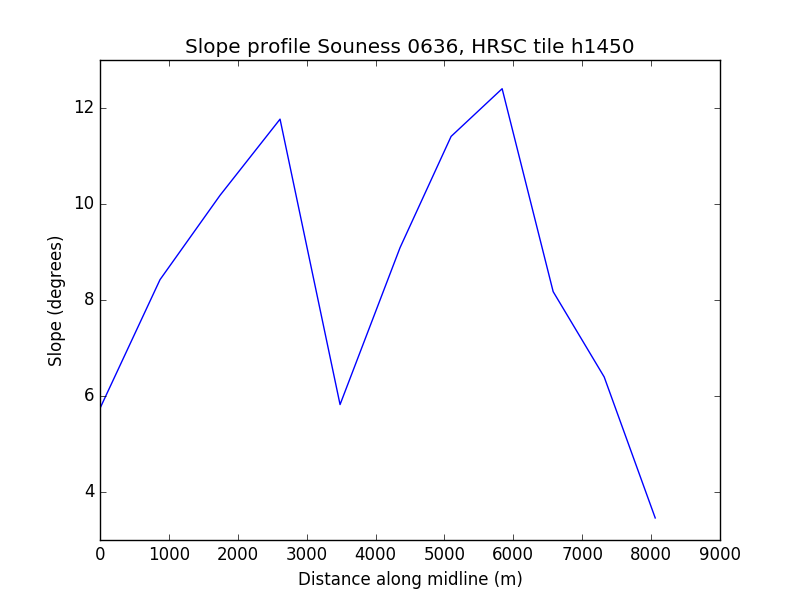 Slope profile Souness 0636, HRSC tile h1450
12
10
8
6
4
Slope (degrees)
0 1000 2000 3000 4000 5000 6000 7000 8000 9000
Distance along midline (m)